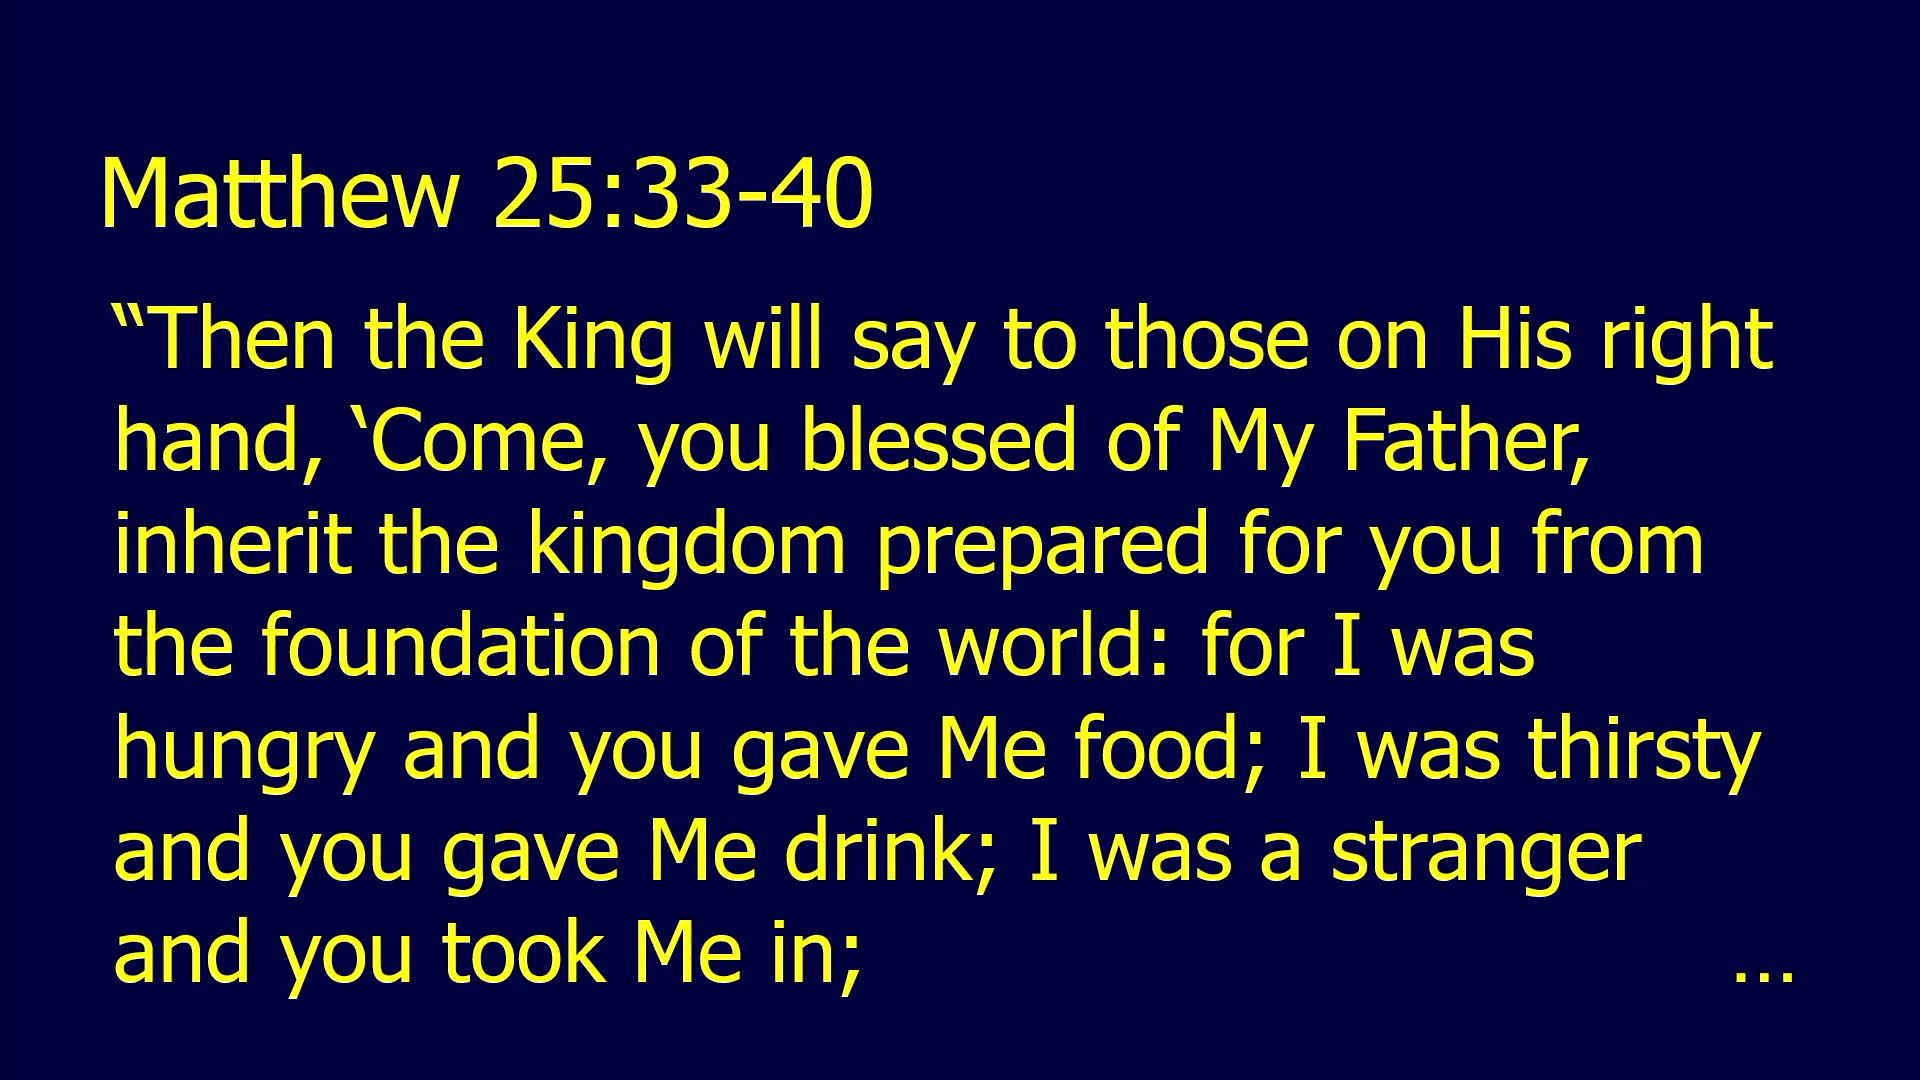 Matthew 25:33-40
“Then the King will say to those on His right
hand, ‘Come, you blessed of My Father,
inherit the kingdom prepared for you from
the foundation of the world: for I was
hungry and you gave Me food; I was thirsty
and you gave Me drink; I was a stranger
and you took Me in; …